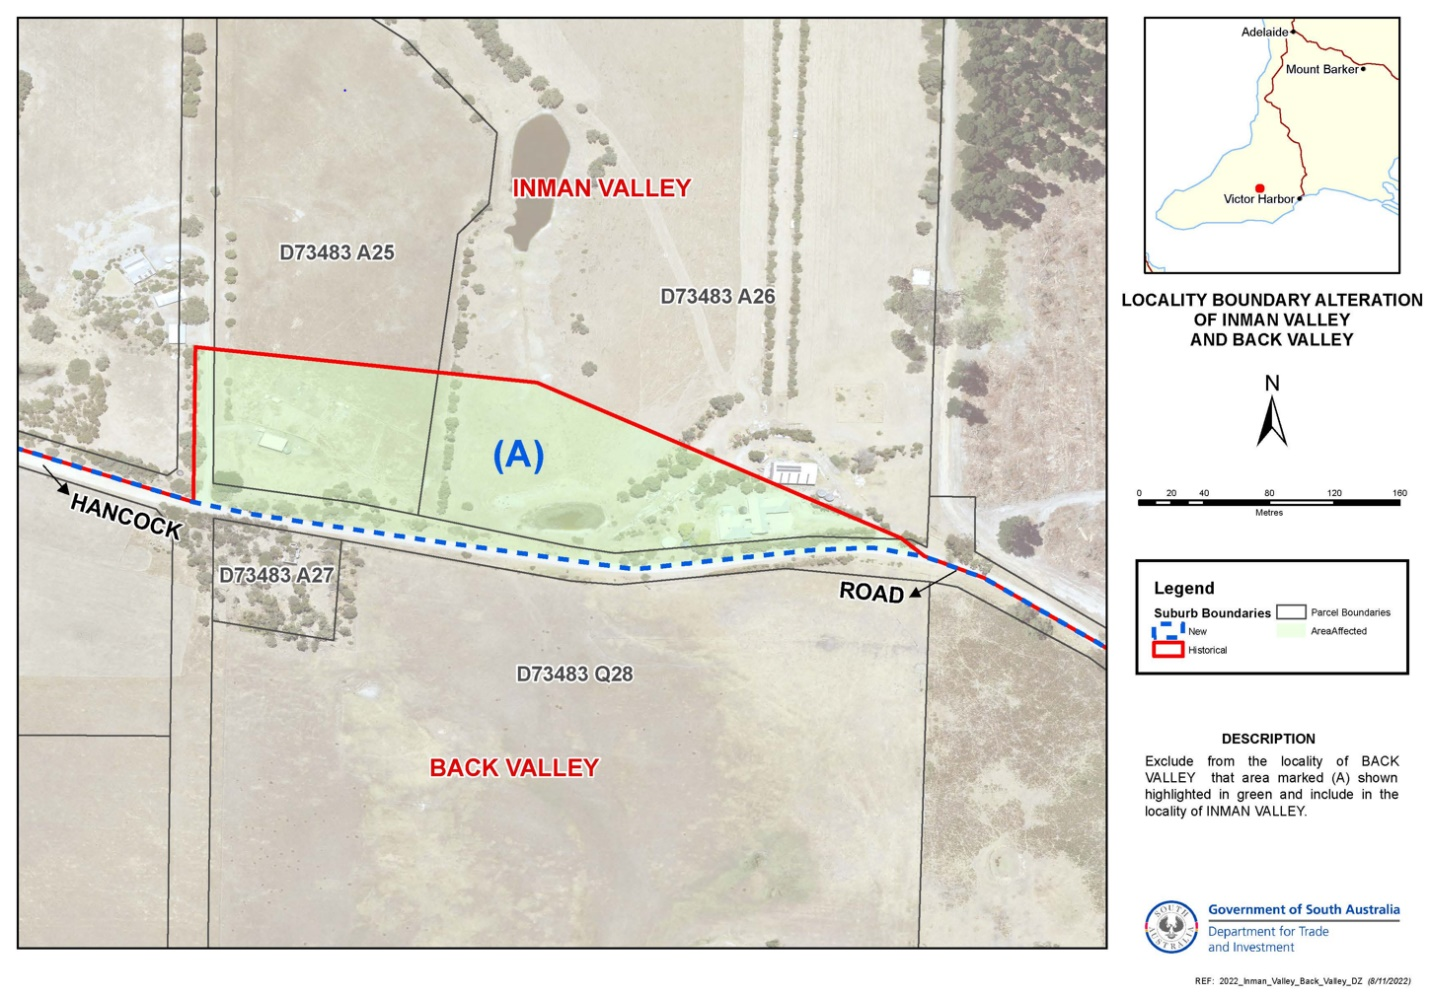 INMAN VALLEY
D73483 A25
D73483 A26
(A)
HANCOCK
D73483 A27
ROAD
D73483 Q28
BACK VALLEY
Adelaide
Mount Barker
Victor Harbor
LOCALITY BOUNDARY ALTERATION
OF INMAN VALLEY
AND BACK VALLEY
N
0 20 40 80 120 160
Metres
Legend
Suburb Boundaries
New
Historical
Parcel Boundaries
AreaAffected
DESCRIPTION
Exclude from the locality of BACK
VALLEY that area marked (A) shown
highlighted in green and include in the
locality of INMAN VALLEY.
SOUTH
AUSTRALIA
Government of South Australia
Department for Trade
and Investment
REF: 2022_Inman_Valley_Back_Valley_DZ (8/11/2022)